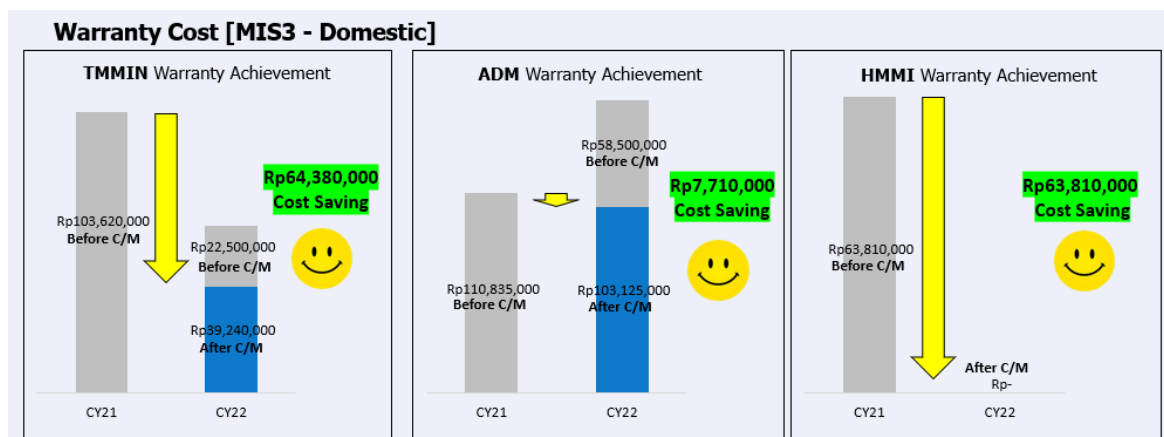 Warranty Cost [MIS3 - Domestic]
TMMIN Warranty Achievement
Rp103,620,000
Before C/M
Rp22,500,000
Before C/M
Rp39,240,000
After C/M
Rp64,380,000
Cost Saving
CY21
CY22
ADM Warranty Achievement
Rp110,835,000
Before C/M
Rp58,500,000
Before C/M
Rp103,125,000
After C/M
Rp7,710,000
Cost Saving
CY21
CY22
HMMI Warranty Achievement
Rp63,810,000
Before C/M
After C/M
Rp-
Rp63,810,000
Cost Saving
CY21
CY22